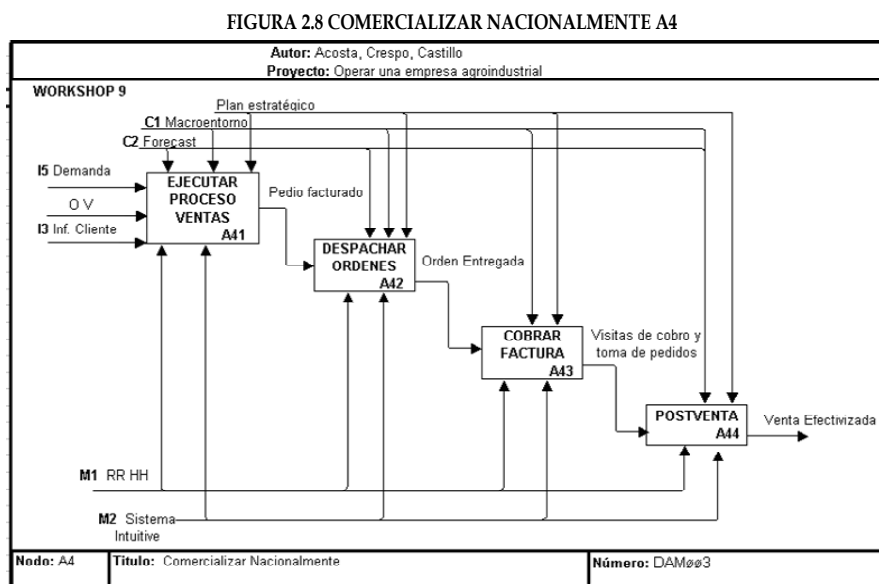 FIGURA 2.8 COMERCIALIZAR NACIONALMENTE A4
Autor: Acosta, Crespo, Castillo
Proyecto: Operar una empresa agroindustrial
WORKSHOP 9
Plan estratégico
C1 Macroentorno
C2 Forecast
I5 Demanda
O V
I3 Inf. Cliente
EJECUTAR
PROCESO
VENTAS
A41
Pedio facturado
DESPACHAR
ORDENES
A42
Orden Entregada
COBRAR
FACTURA
A43
Visitas de cobro y
toma de pedidos
POSTVENTA
A44
Venta Efectivizada
M1 RR HH
M2 Sistema
Intuitive
Nodo: A4
Titulo: Comercializar Nacionalmente
Número: DAMøø3